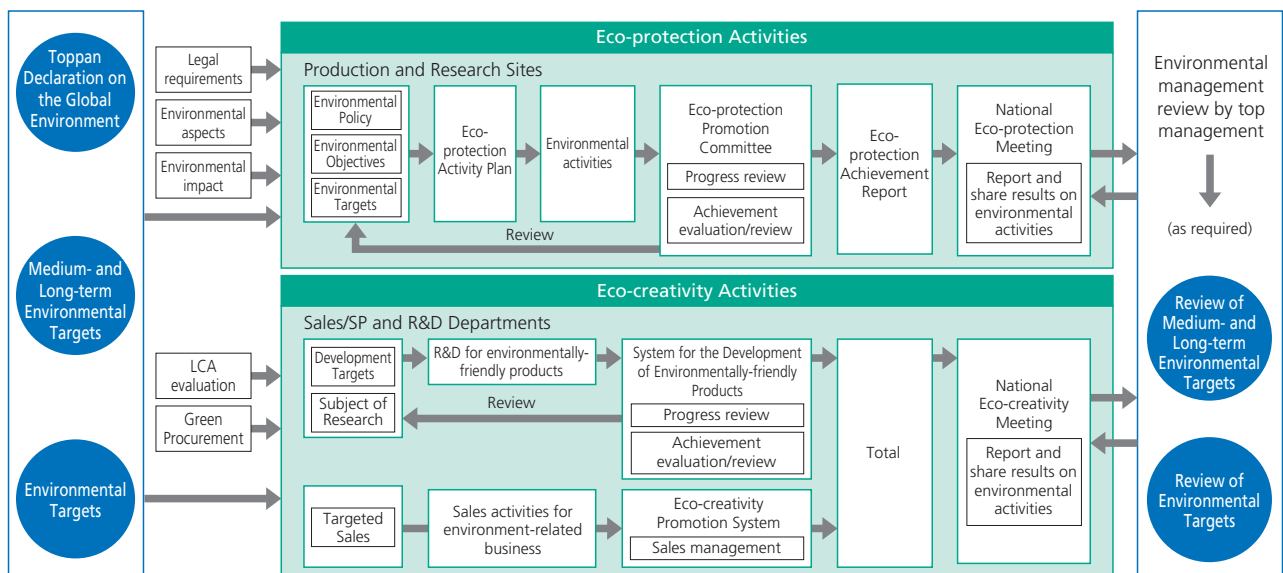 Toppan
Declaration on
the Global
Environment
Medium- and
Long-term
Environmental
Targets
Environmental
Targets
Legal
requirements
Environmental
aspects
Environmental
impact
LCA
evaluation
Green
Procurement
Eco-protection Activities
Production and Research Sites
Environmental
Policy
Environmental
Objectives
Environmental
Targets
Eco-
protection
Activity Plan
Environmental
activities
Eco-protection
Promotion
Committee
Progress review
Achievement
evaluation/review
Review
Eco-
protection
Achievement
Report
National
Eco-protection
Meeting
Report and
share results on
environmental
activities
Eco-creativity Activities
Sales/SP and R&D Departments
Development
Targets
Subject of
Research
R&D for environmentally-
friendly products
Review
System for the Development
of Environmentally-friendly
Products
Progress review
Achievement
evaluation/review
Targeted
Sales
Sales activities for
environment-related
business
Eco-creativity
Promotion System
Sales management
Total
National
Eco-creativity
Meeting
Report and
share results on
environmental
activities
Environmental
management
review by top
management
(as required)
Review of
Medium- and
Long-term
Environmental
Targets
Review of
Environmental
Targets